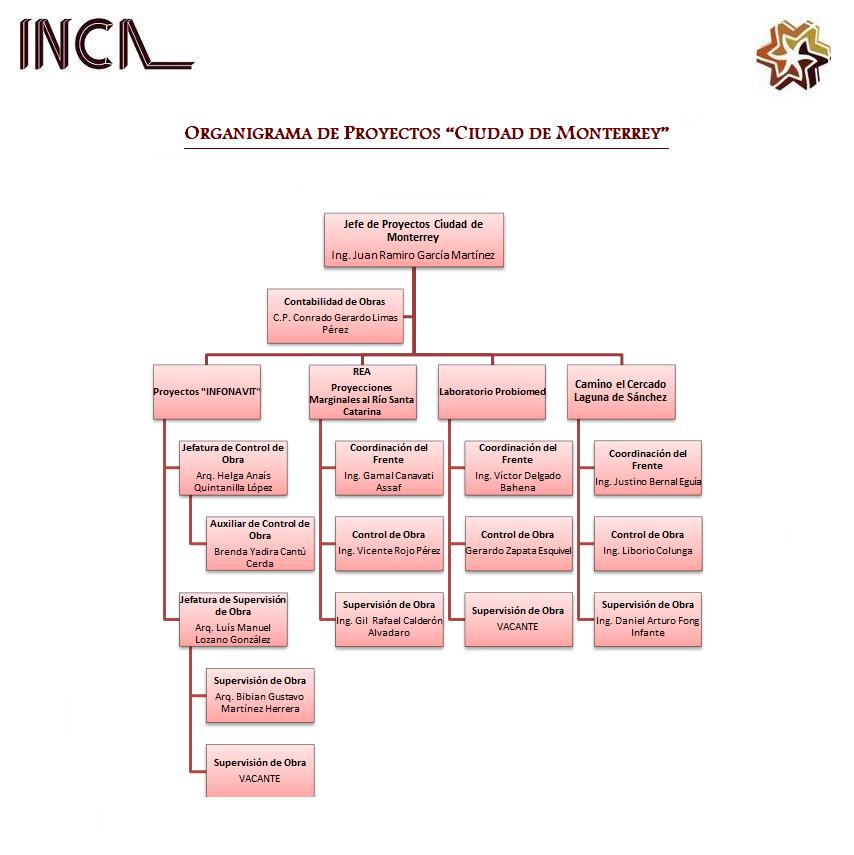 INCA
ORGANIGRAMA DE PROYECTOS “CIUDAD DE MONTERREY”
Jefe de Proyectos Ciudad de
Monterrey
Ing. Juan Ramiro García Martínez
Contabilidad de Obras
C.P. Conrado Gerardo Limas
Pérez
Proyectos "INFONAVIT"
Jefatura de Control de
Obra
Arq. Helga Anaís
Quintanilla López
Auxiliar de Control de
Obra
Brenda Yadira Cantú
Cerda
Jefatura de Supervisión
de Obra
Arq. Luís Manuel
Lozano González
Supervisión de Obra
Arq. Bibian Gustavo
Martínez Herrera
Supervisión de Obra
VACANTE
REA
Proyecciones
Marginales al Río Santa
Catarina
Coordinación del
Frente
Ing. Gamal Canavati
Assaf
Control de Obra
Ing. Vicente Rojo Pérez
Supervisión de Obra
Ing. Gil Rafael Calderón
Alvadaro
Laboratorio Probiomed
Coordinación del
Frente
Ing. Víctor Delgado
Bahena
Control de Obra
Gerardo Zapata Esquivel
Supervisión de Obra
VACANTE
Camino el Cercado
Laguna de Sánchez
Coordinación del
Frente
Ing. Justino Bernal Eguía
Control de Obra
Ing. Liborio Colunga
Supervisión de Obra
Ing. Daniel Arturo Fong
Infante